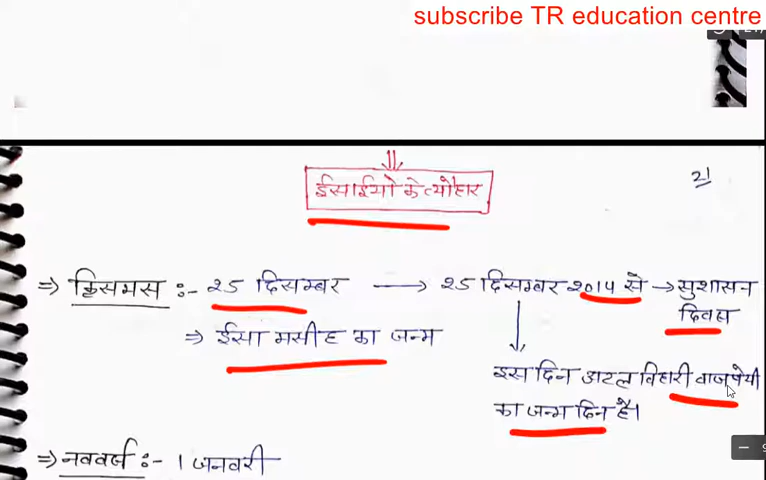 subscribe TR education centre
ईसाईयो के त्यौहार
21
⇒ क्रिसमस :- 25 दिसम्बर → 25 दिसम्बर 2014 से → सुशासन
दिवस
⇒ ईसा मसीह का जन्म
इस दिन अटल बिहारी वाजपेयी
का जन्म दिन है।
⇒ नववर्ष :- 1 जनवरी